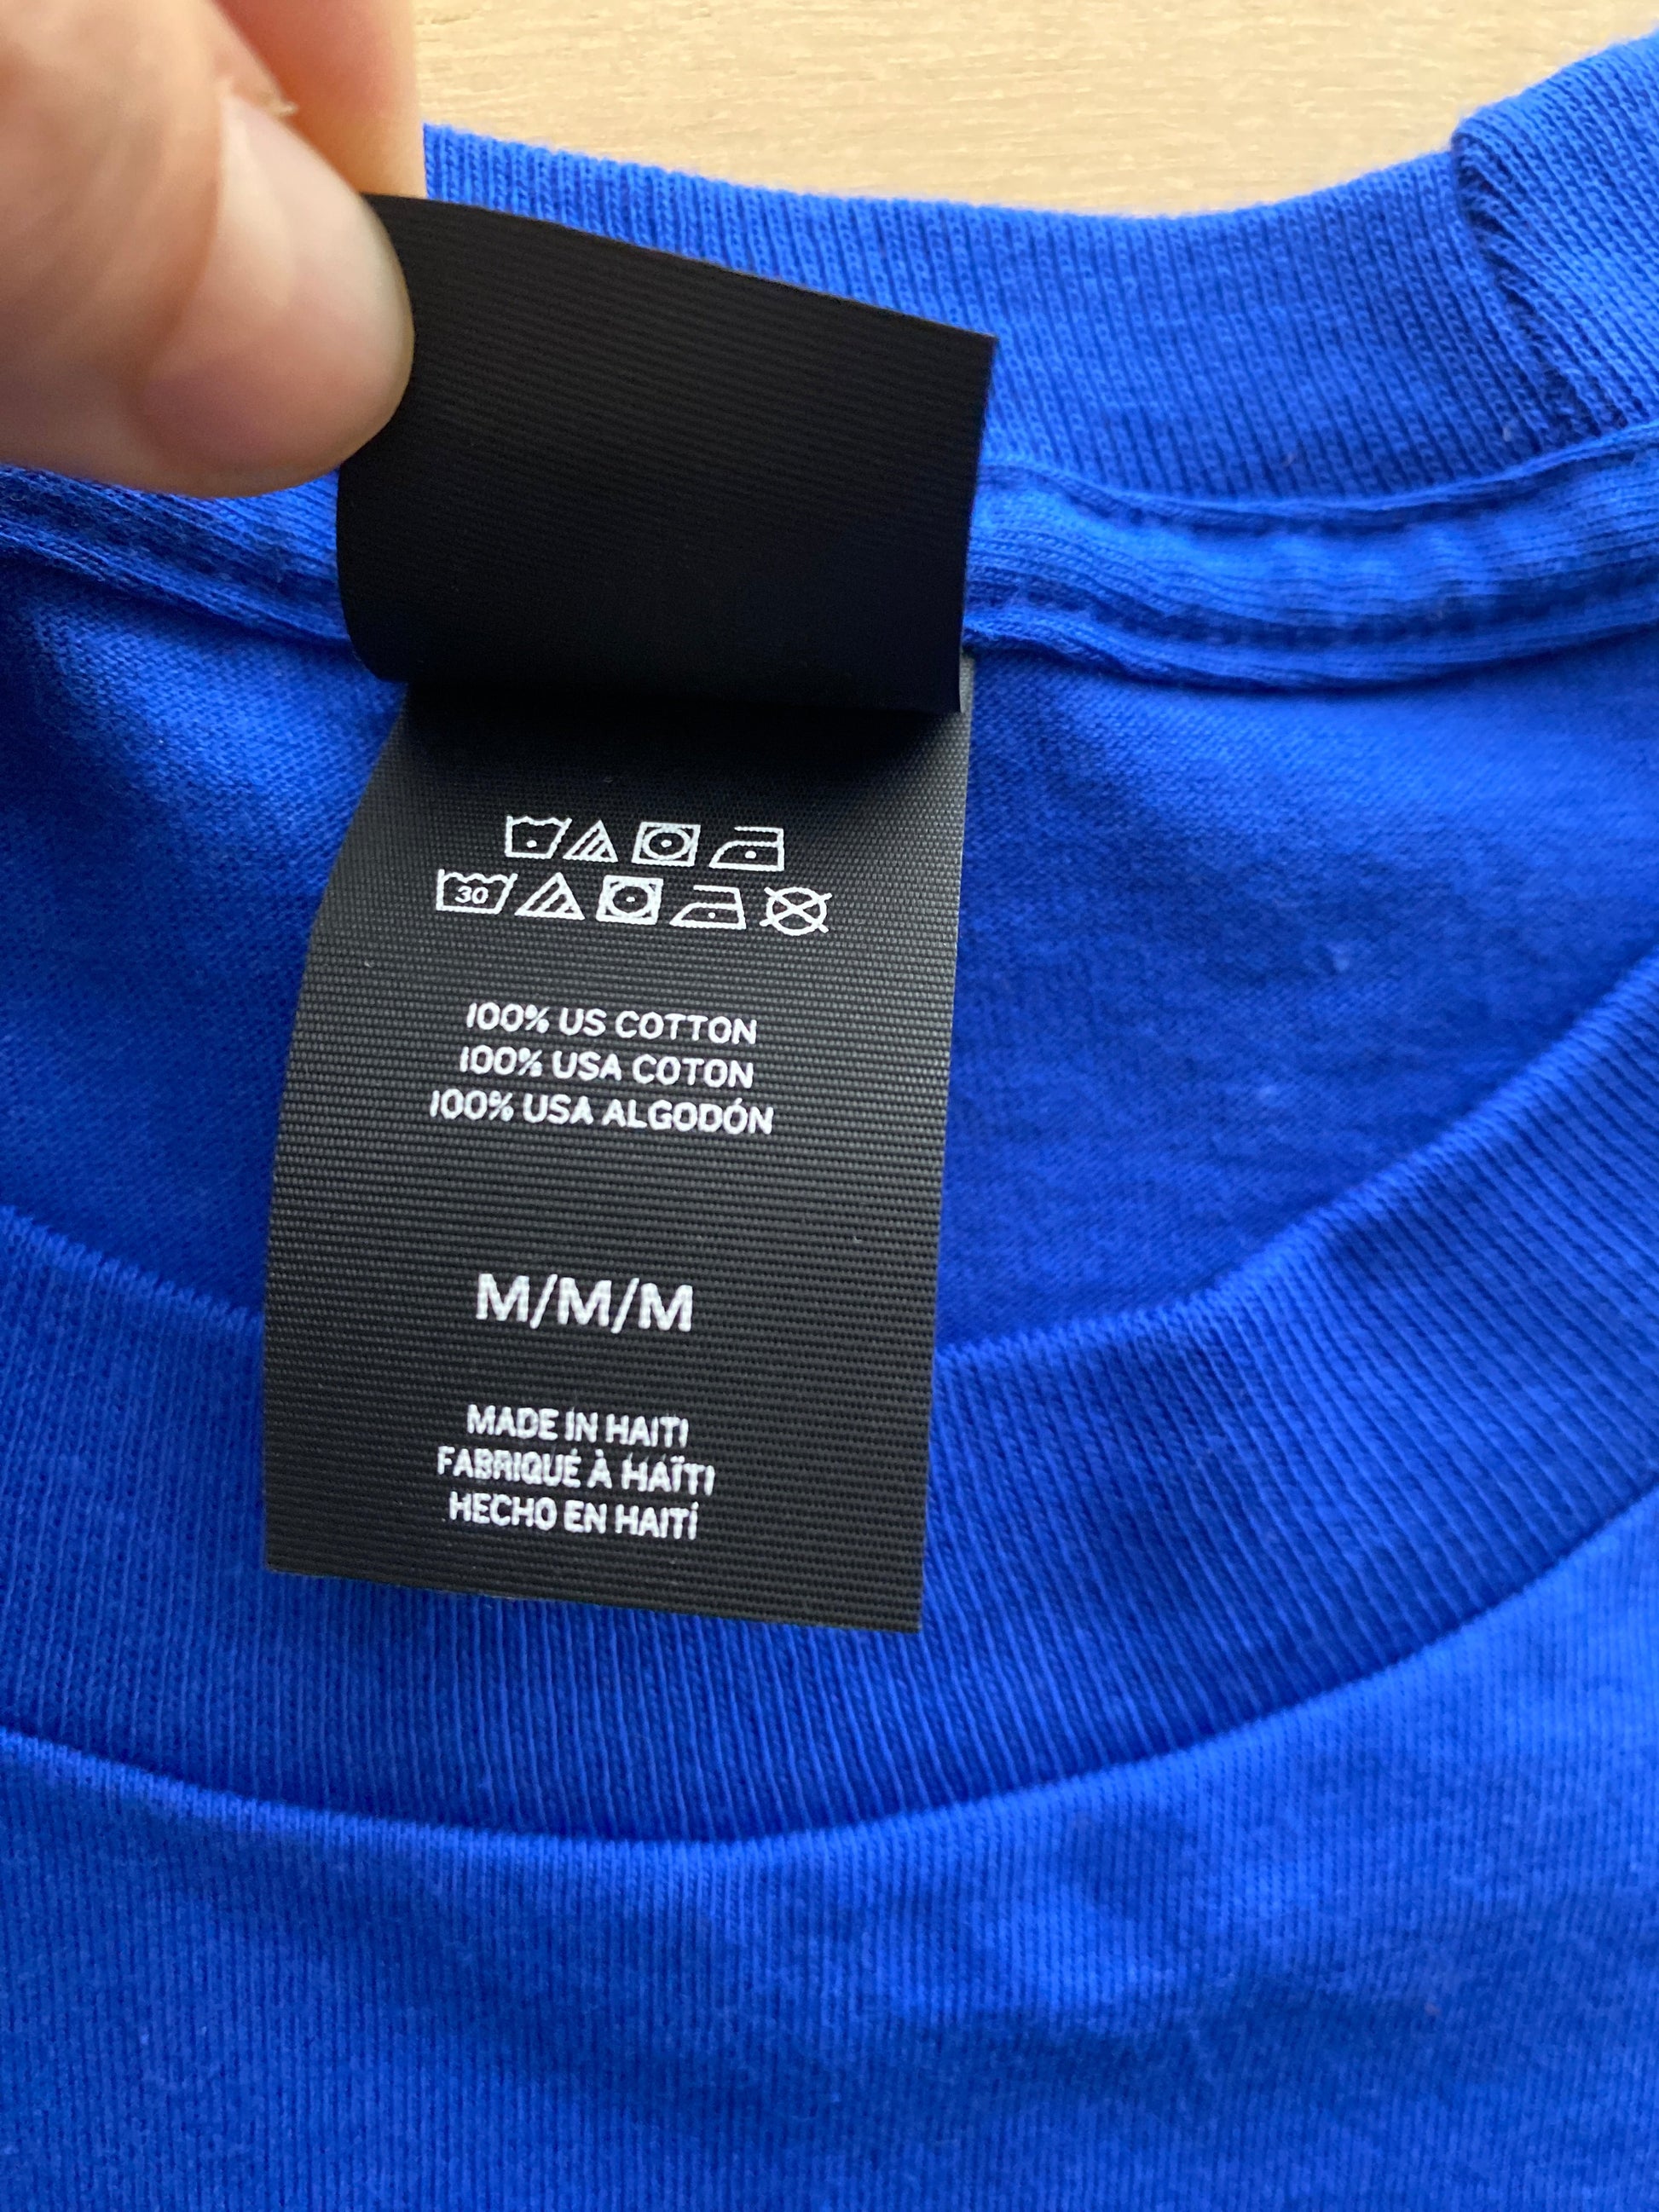 30
100% US COTTON
100% USA COTON
100% USA ALGODÓN
M/M/M
MADE IN HAITI
FABRIQUÉ À HAÏTI
HECHO EN HAITÍ